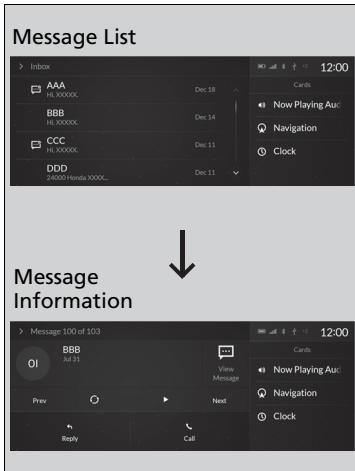 Message List
Inbox
12:00
AAA
Hi, XXXXX.
Dec 18
Cards
BBB
Hi, XXXXX.
Dec 14
Now Playing Aud
CCC
Hi, XXXXX.
Dec 11
Navigation
DDD
24000 Honda XXXX...
Dec 11
Clock
Message
Information
Message 100 of 103
12:00
OI
BBB
Jul 31
View
Message
Cards
Now Playing Aud
Prev
Next
Navigation
Clock
Reply
Call